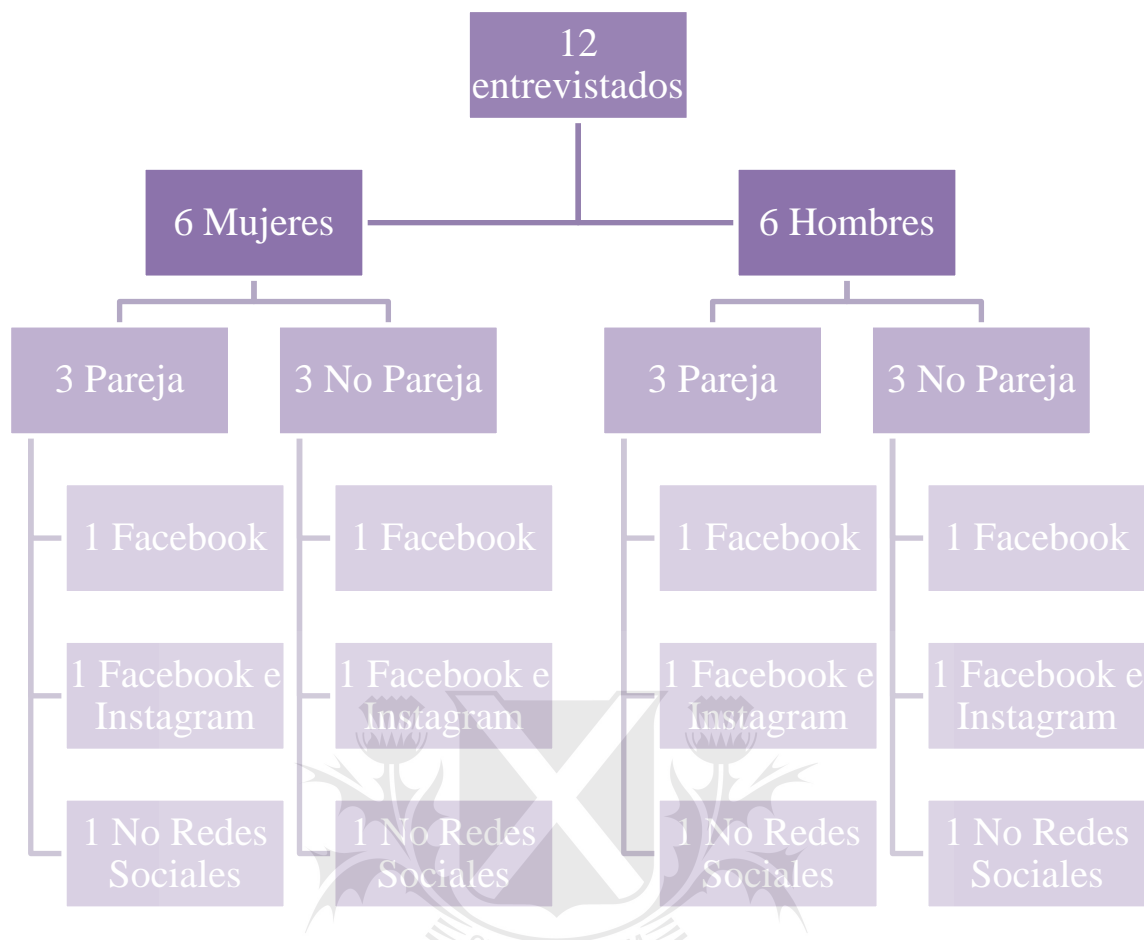 12
entrevistados
6 Mujeres
6 Hombres
3 Pareja
3 No Pareja
3 Pareja
3 No Pareja
1 Facebook
1 Facebook e
Instagram
1 No Redes
Sociales
1 Facebook
1 Facebook e
Instagram
1 No Redes
Sociales
1 Facebook
1 Facebook e
Instagram
1 No Redes
Sociales
1 Facebook
1 Facebook e
Instagram
1 No Redes
Sociales